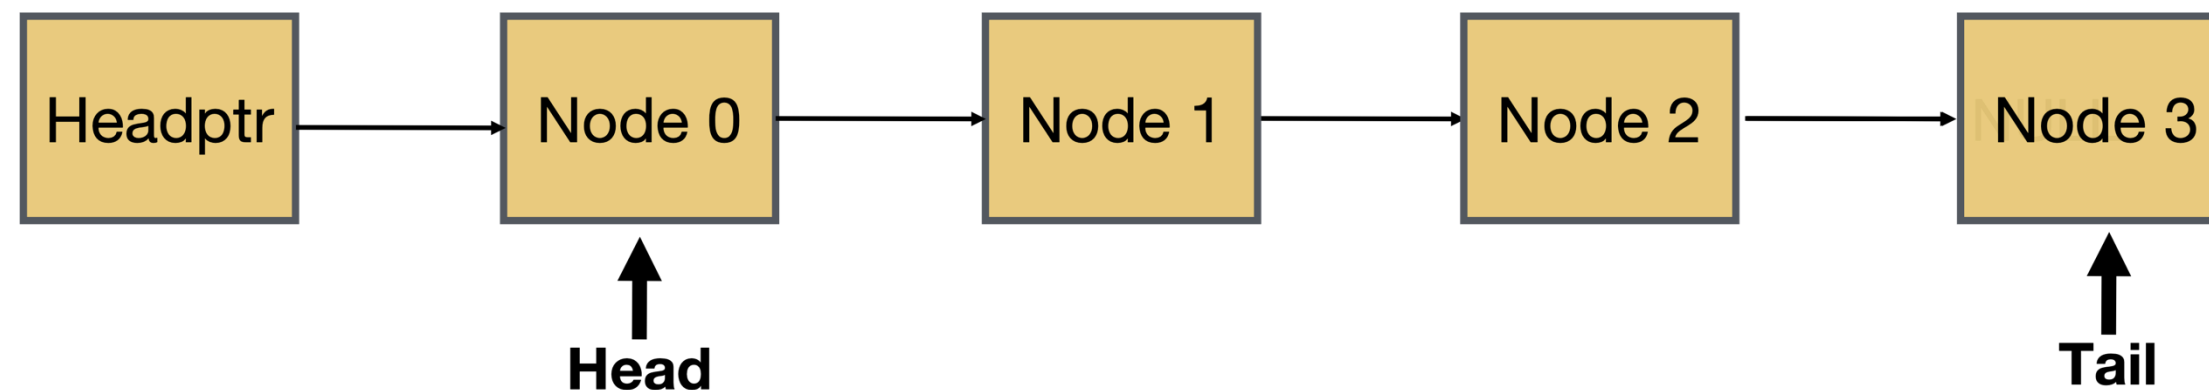 Headptr
Node 0
Node 1
Node 2
Node 3
Head
Tail